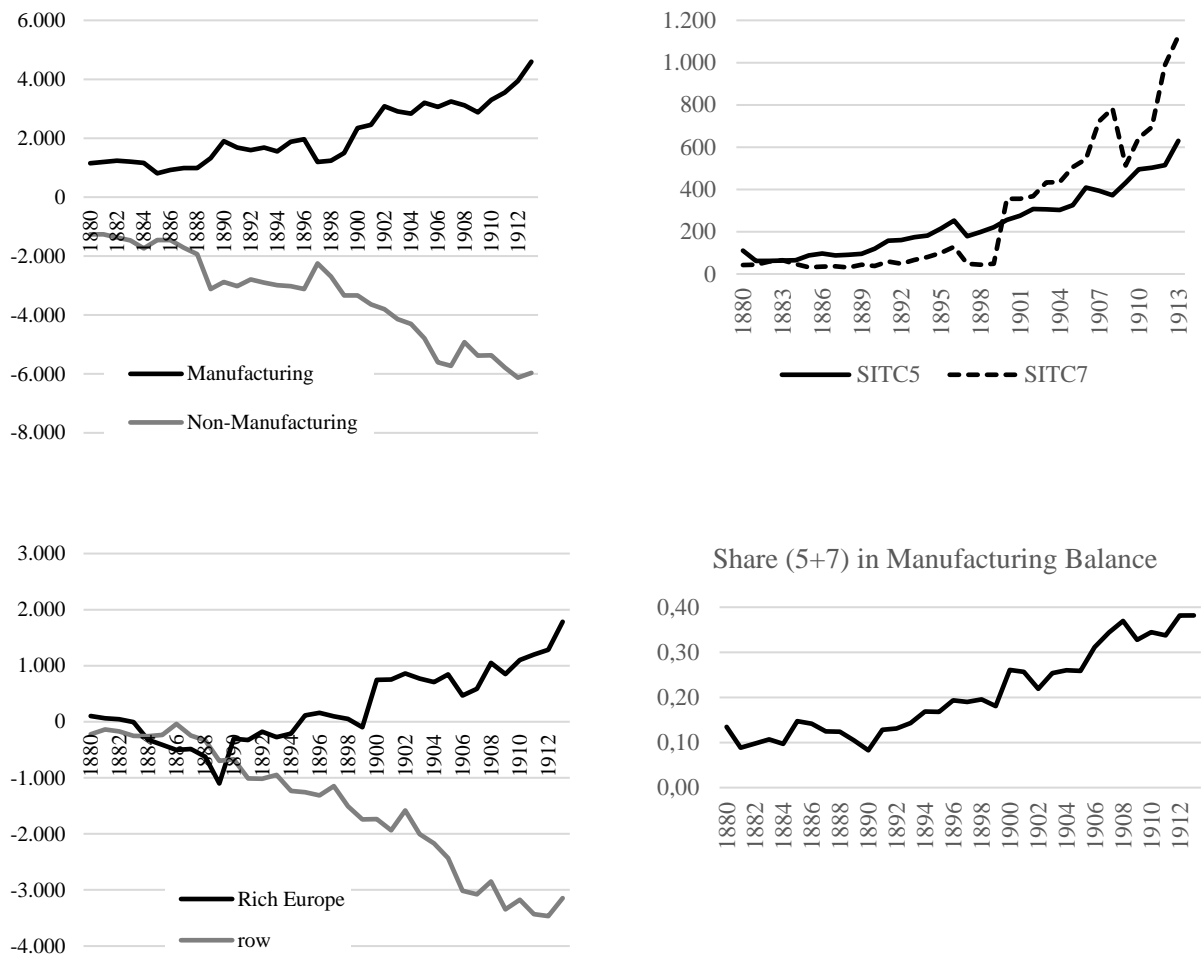 6.000
4.000
2.000
0
-2.000
-4.000
-6.000
-8.000
1880 1882 1884 1886 1888 1890 1892 1894 1896 1898 1900 1902 1904 1906 1908 1910 1912
Manufacturing
Non-Manufacturing
1.200
1.000
800
600
400
200
0
1880 1883 1886 1889 1892 1895 1898 1901 1904 1907 1910 1913
SITC5 SITC7
3.000
2.000
1.000
0
-1.000
-2.000
-3.000
-4.000
1880 1882 1884 1886 1888 1890 1892 1894 1896 1898 1900 1902 1904 1906 1908 1910 1912
Rich Europe
row
Share (5+7) in Manufacturing Balance
0,40
0,30
0,20
0,10
0,00
1880 1882 1884 1886 1888 1890 1892 1894 1896 1898 1900 1902 1904 1906 1908 1910 1912